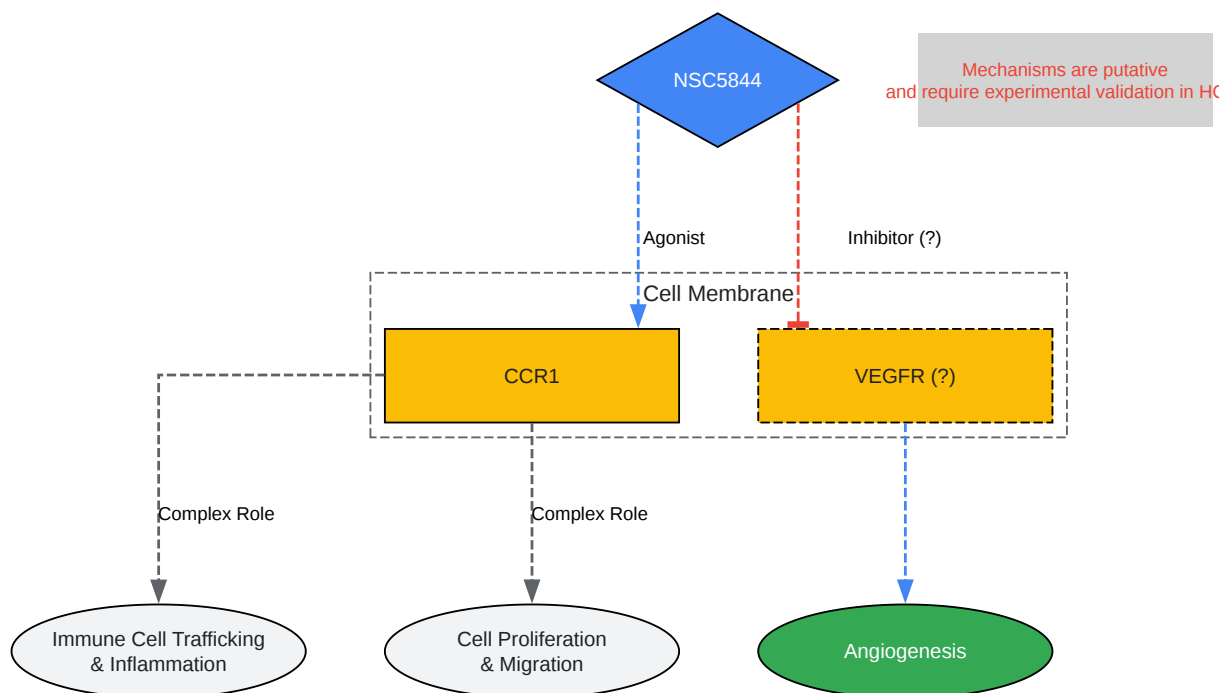 NSC5844
Mechanisms are putative
and require experimental validation in HC
Agonist
Inhibitor (?)
Cell Membrane
CCR1
VEGFR (?)
Complex Role
Complex Role
Immune Cell Trafficking
& Inflammation
Cell Proliferation
& Migration
Angiogenesis